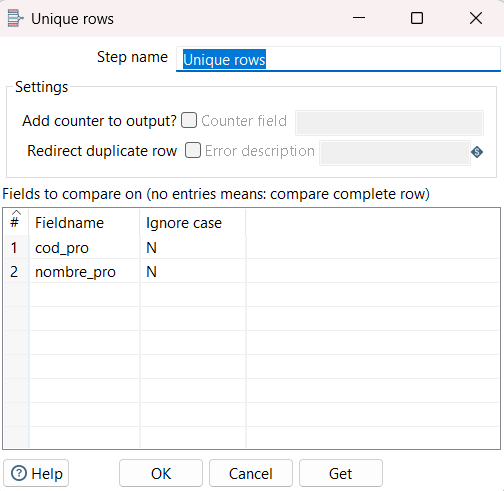 Unique rows
Step name Unique rows
Settings
Add counter to output? Counter field
Redirect duplicate row Error description
Fields to compare on (no entries means: compare complete row)
# Fieldname Ignore case
1 cod_pro N
2 nombre_pro N
Help OK Cancel Get